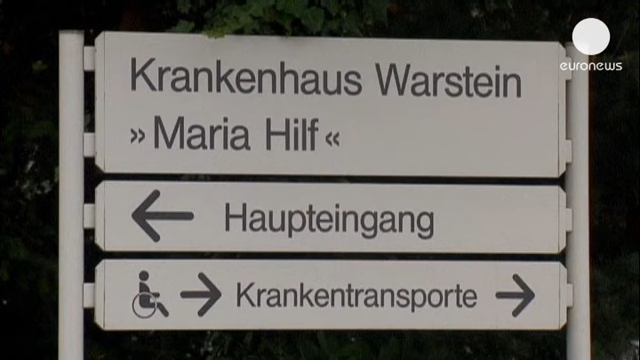 Krankenhaus Warstein
» Maria Hilf «
Haupteingang
Krankentransporte
euronews